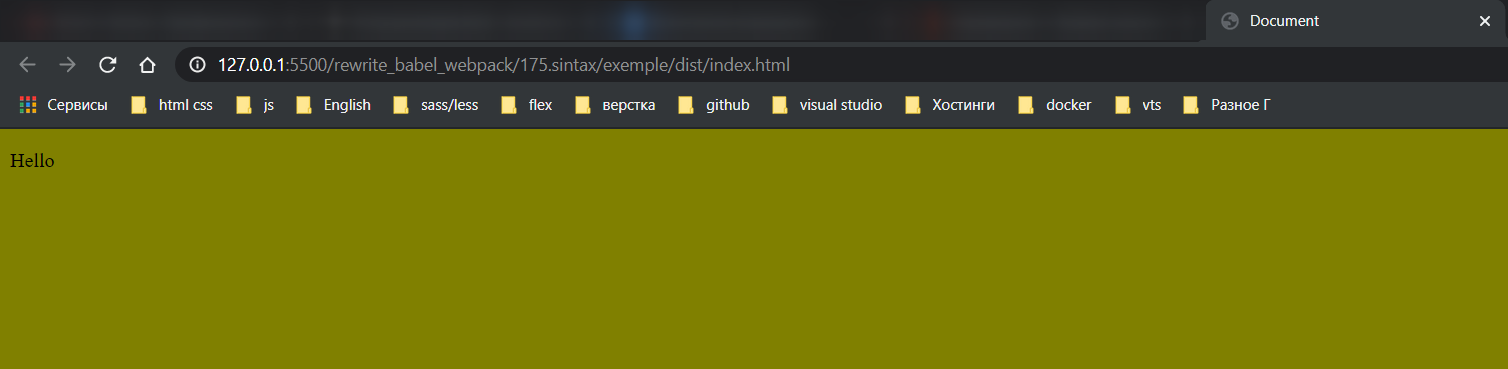 Document
127.0.0.1:5500/rewrite_babel_webpack/175.sintax/exemple/dist/index.html
Сервисы html css js English sass/less flex верстка github visual studio Хостинги docker vts Разное Г
Hello